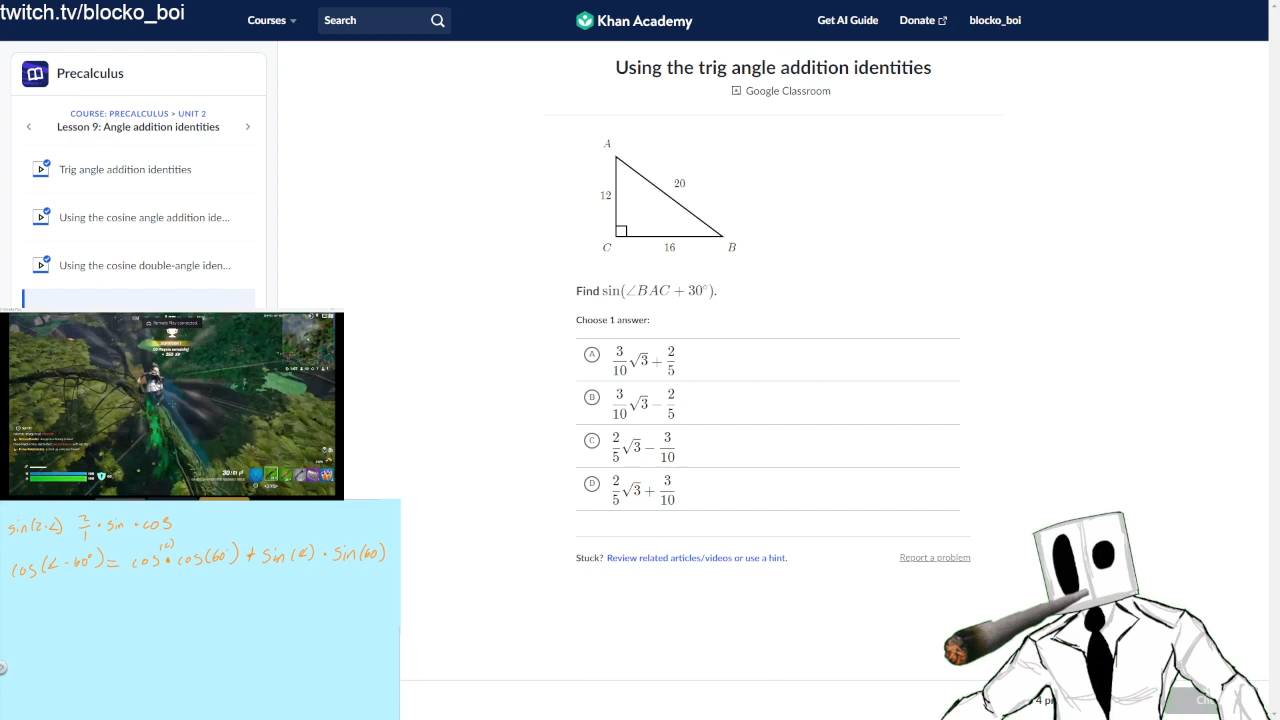 twitch.tv/blocko_boi
Courses
Search
Khan Academy
Get AI Guide
Donate
blocko_boi
Precalculus
COURSE: PRECALCULUS > UNIT 2
Lesson 9: Angle addition identities
Trig angle addition identities
Using the cosine angle addition ide...
Using the cosine double-angle iden...
Using the trig angle addition identities
Google Classroom
A
20
12
C
16
B
Find sin(∠BAC + 30°).
Choose 1 answer:
A 3/10 √3 + 2/5
B 3/10 √3 − 2/5
C 2/5 √3 − 3/10
D 2/5 √3 + 3/10
Stuck? Review related articles/videos or use a hint.
Report a problem
Remote Play connected.
sin(2·∠) 2/1 · sin · cos
cos(∠-60°) = cos(∠) · cos(60°) + sin(∠) · sin(60)
4 pr